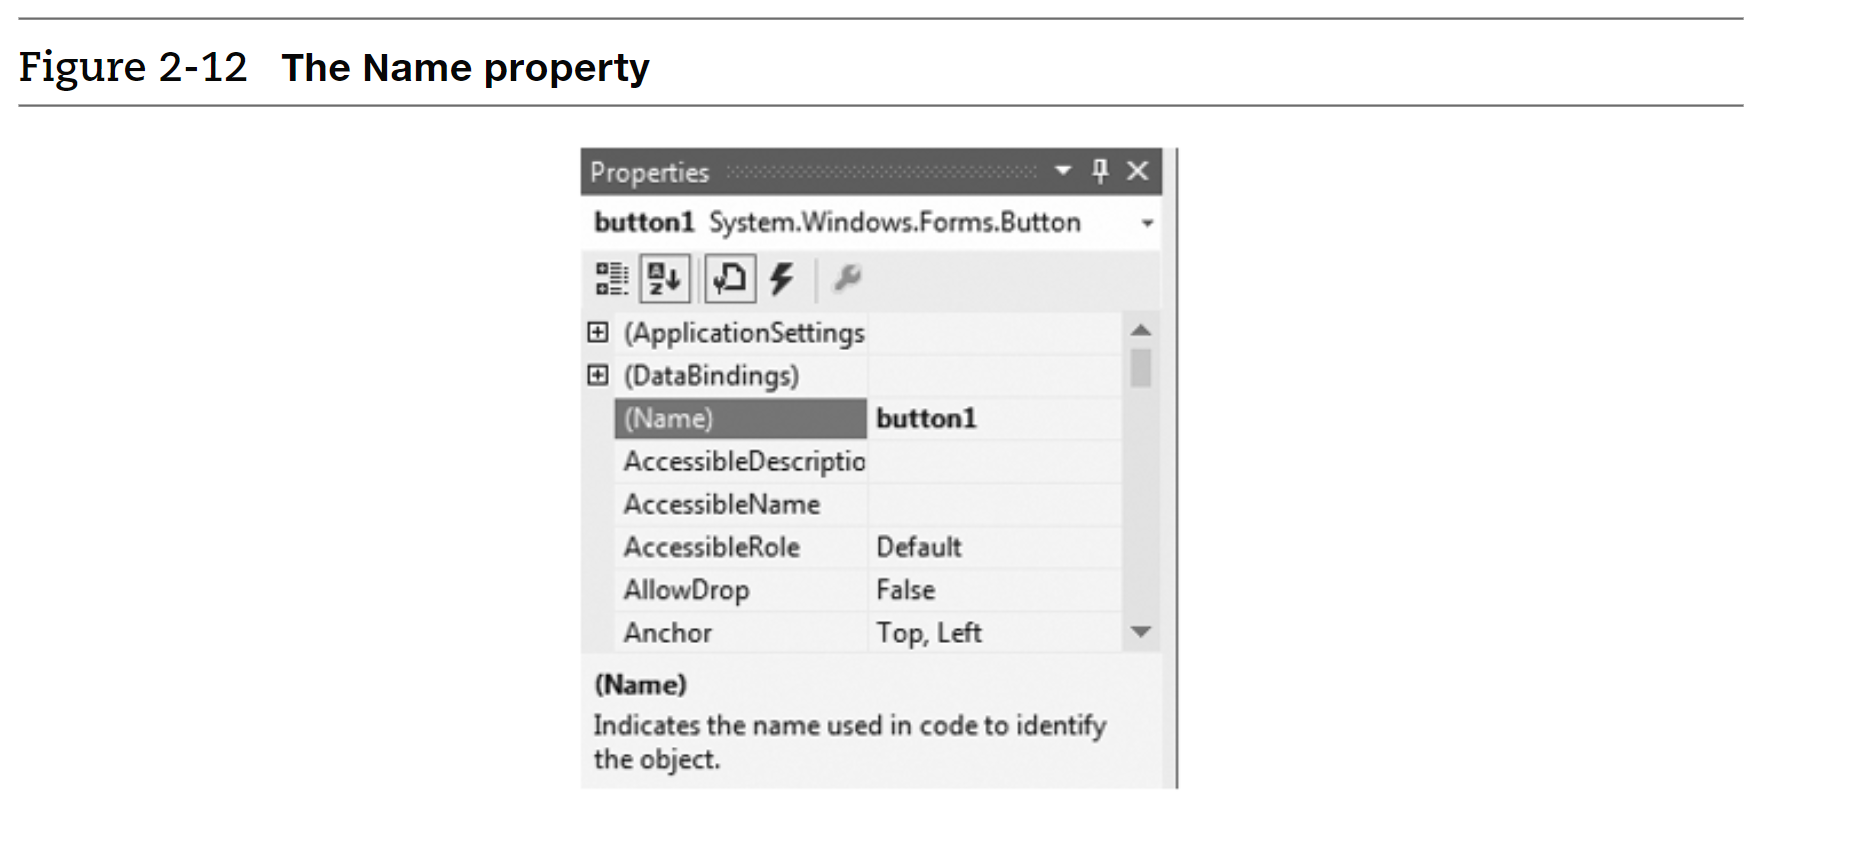 Figure 2-12 The Name property
Properties
button1 System.Windows.Forms.Button
(ApplicationSettings
(DataBindings)
(Name) button1
AccessibleDescriptio
AccessibleName
AccessibleRole Default
AllowDrop False
Anchor Top, Left
(Name)
Indicates the name used in code to identify
the object.